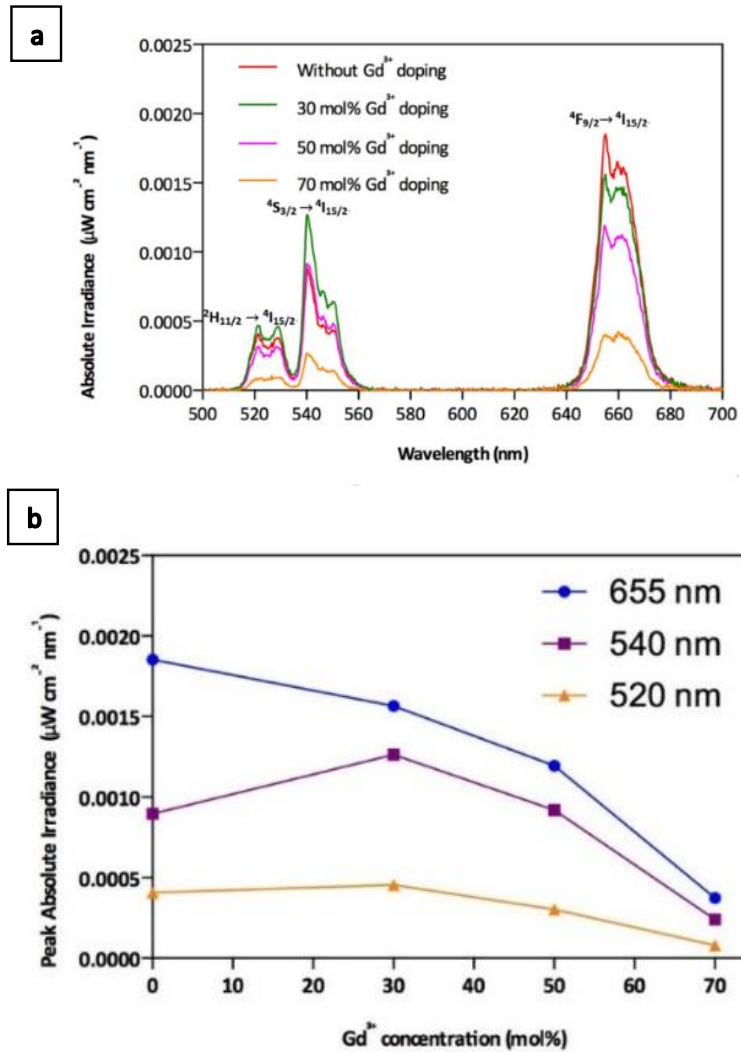 a
0.0025
0.0020
0.0015
0.0010
0.0005
0.0000
Absolute Irradiance (µW cm⁻² nm⁻¹)
Without Gd³⁺ doping
30 mol% Gd³⁺ doping
50 mol% Gd³⁺ doping
70 mol% Gd³⁺ doping
⁴F₉/₂→ ⁴I₁₅/₂
⁴S₃/₂→ ⁴I₁₅/₂
²H₁₁/₂ → ⁴I₁₅/₂
500 520 540 560 580 600 620 640 660 680 700
Wavelength (nm)
b
0.0025
0.0020
0.0015
0.0010
0.0005
0.0000
Peak Absolute Irradiance (µW cm⁻² nm⁻¹)
655 nm
540 nm
520 nm
0 10 20 30 40 50 60 70
Gd³⁺ concentration (mol%)